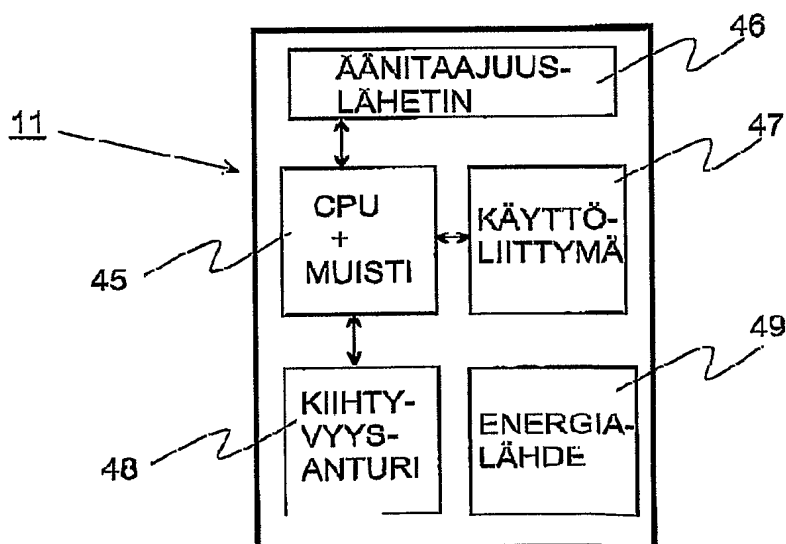 46
ÄÄNITAAJUUS-
LÄHETIN
11
47
CPU
+
MUISTI
KÄYTTÖ-
LIITTYMÄ
45
49
KIIHTY-
VYYS-
ANTURI
ENERGIA-
LÄHDE
48